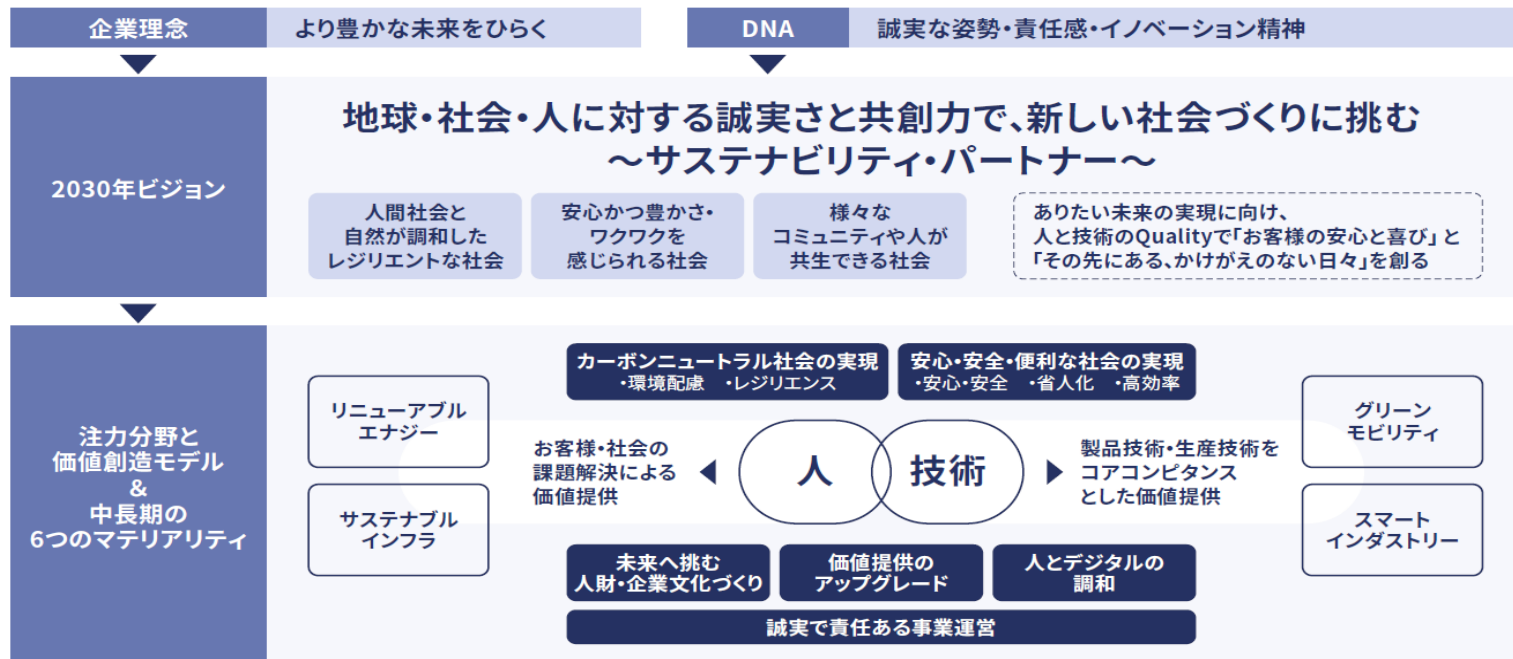 企業理念
より豊かな未来をひらく
DNA
誠実な姿勢・責任感・イノベーション精神
2030年ビジョン
地球・社会・人に対する誠実さと共創力で、新しい社会づくりに挑む
～サステナビリティ・パートナー～
人間社会と
自然が調和した
レジリエントな社会
安心かつ豊かさ・
ワクワクを
感じられる社会
様々な
コミュニティや人が
共生できる社会
ありたい未来の実現に向け、
人と技術のQualityで「お客様の安心と喜び」と
「その先にある、かけがえのない日々」を創る
注力分野と
価値創造モデル
&
中長期の
6つのマテリアリティ
リニューアブル
エナジー
サステナブル
インフラ
カーボンニュートラル社会の実現
・環境配慮 ・レジリエンス
安心・安全・便利な社会の実現
・安心・安全 ・省人化 ・高効率
お客様・社会の
課題解決による
価値提供
人
技術
製品技術・生産技術を
コアコンピタンス
とした価値提供
未来へ挑む
人財・企業文化づくり
価値提供の
アップグレード
人とデジタルの
調和
誠実で責任ある事業運営
グリーン
モビリティ
スマート
インダストリー